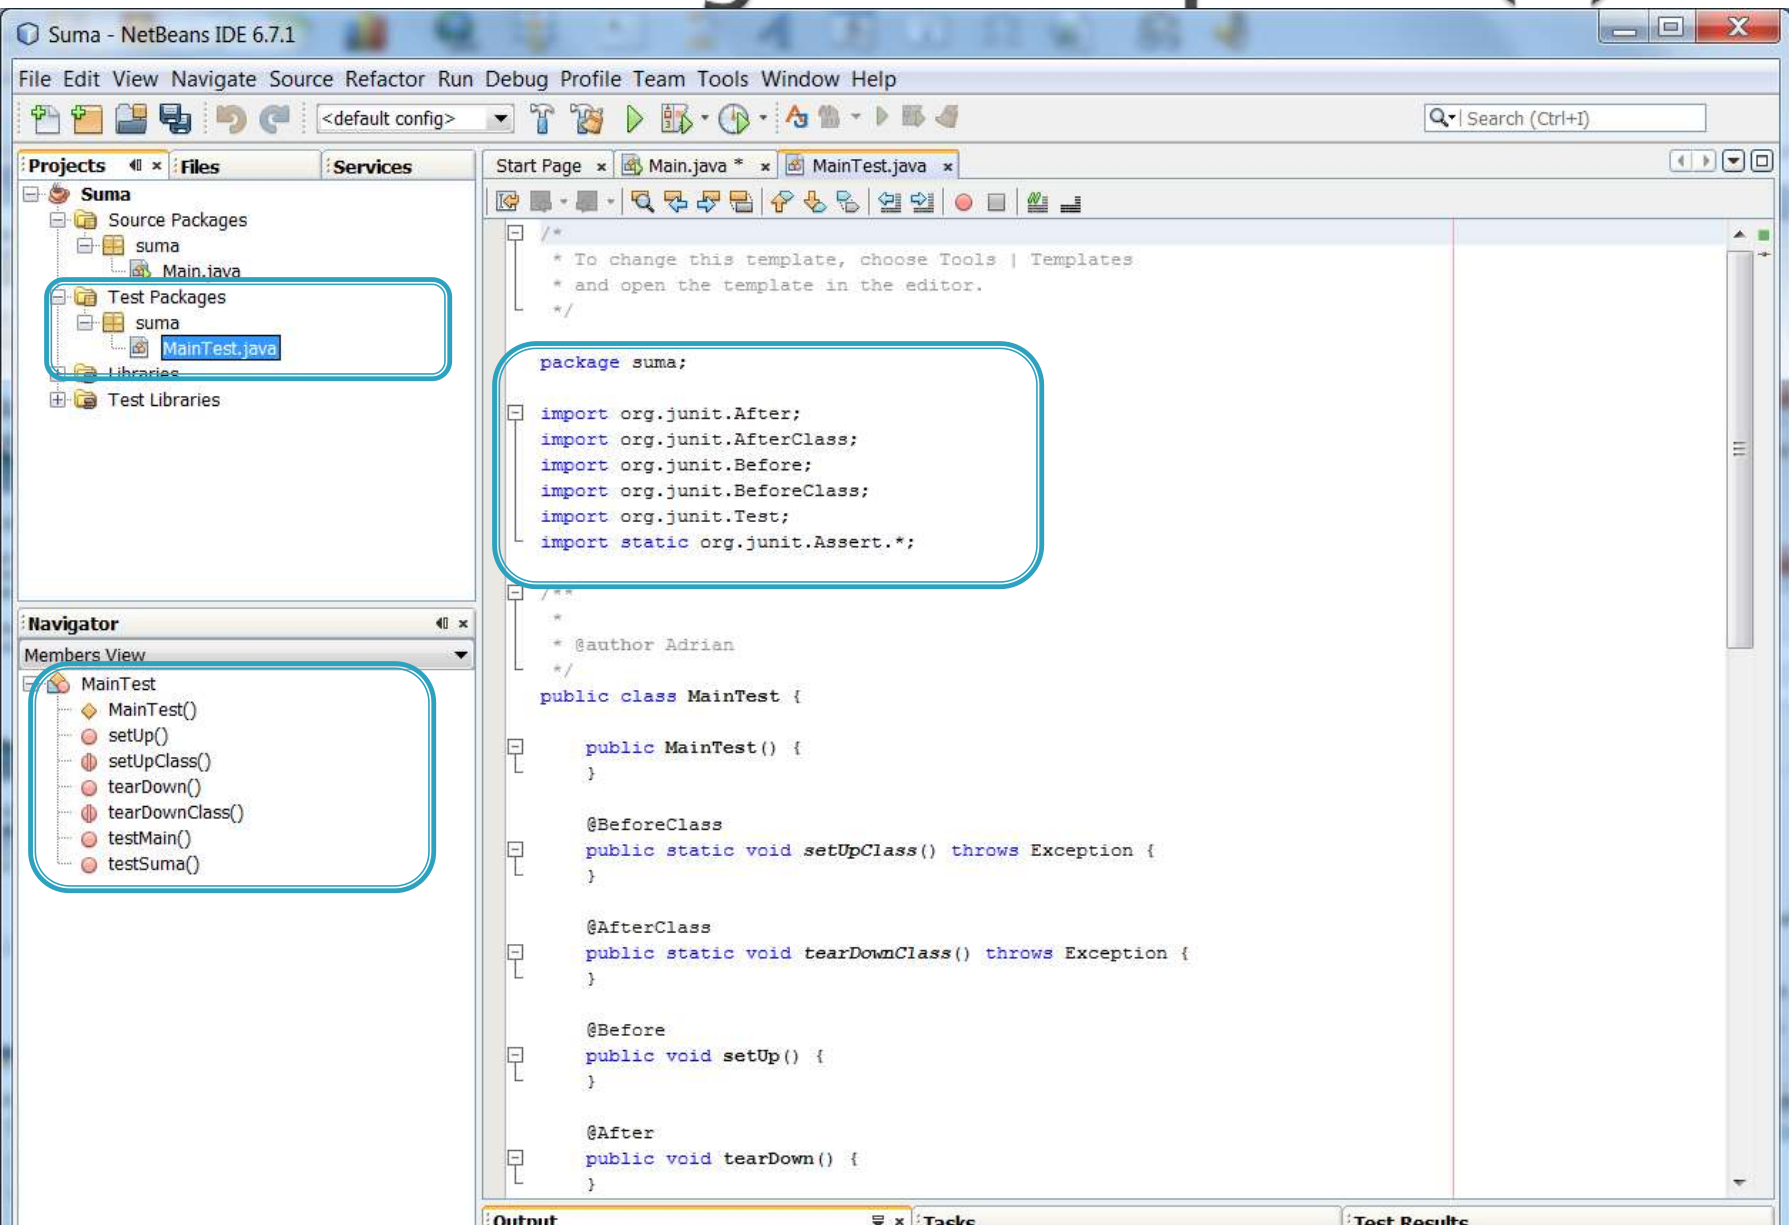 Suma - NetBeans IDE 6.7.1
File Edit View Navigate Source Refactor Run Debug Profile Team Tools Window Help
<default config>
Search (Ctrl+I)
Projects Files Services
Suma
Source Packages
suma
Main.java
Test Packages
suma
MainTest.java
Libraries
Test Libraries
Navigator
Members View
MainTest
MainTest()
setUp()
setUpClass()
tearDown()
tearDownClass()
testMain()
testSuma()
Start Page Main.java * MainTest.java
/*
* To change this template, choose Tools | Templates
* and open the template in the editor.
*/
package suma;
import org.junit.After;
import org.junit.AfterClass;
import org.junit.Before;
import org.junit.BeforeClass;
import org.junit.Test;
import static org.junit.Assert.*;
/**
*
* @author Adrian
*/
public class MainTest {
public MainTest() {
}
@BeforeClass
public static void setUpClass() throws Exception {
}
@AfterClass
public static void tearDownClass() throws Exception {
}
@Before
public void setUp() {
}
@After
public void tearDown() {
}
Output Tasks Test Results